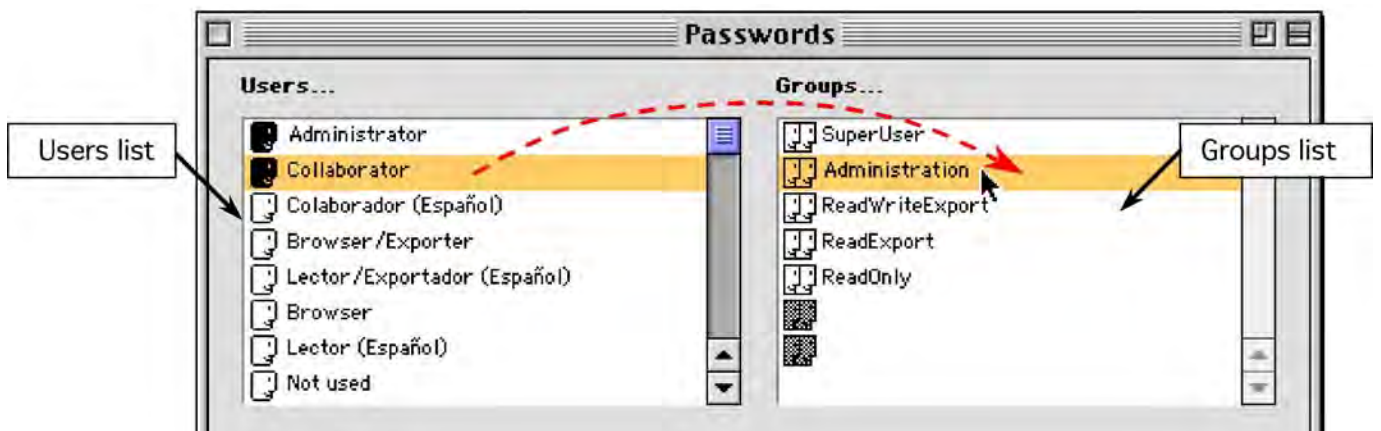 Passwords
Users...
Groups...
Users list
Administrator
Collaborator
Colaborador (Español)
Browser/Exporter
Lector/Exportador (Español)
Browser
Lector (Español)
Not used
SuperUser
Administration
ReadWriteExport
ReadExport
ReadOnly
Groups list